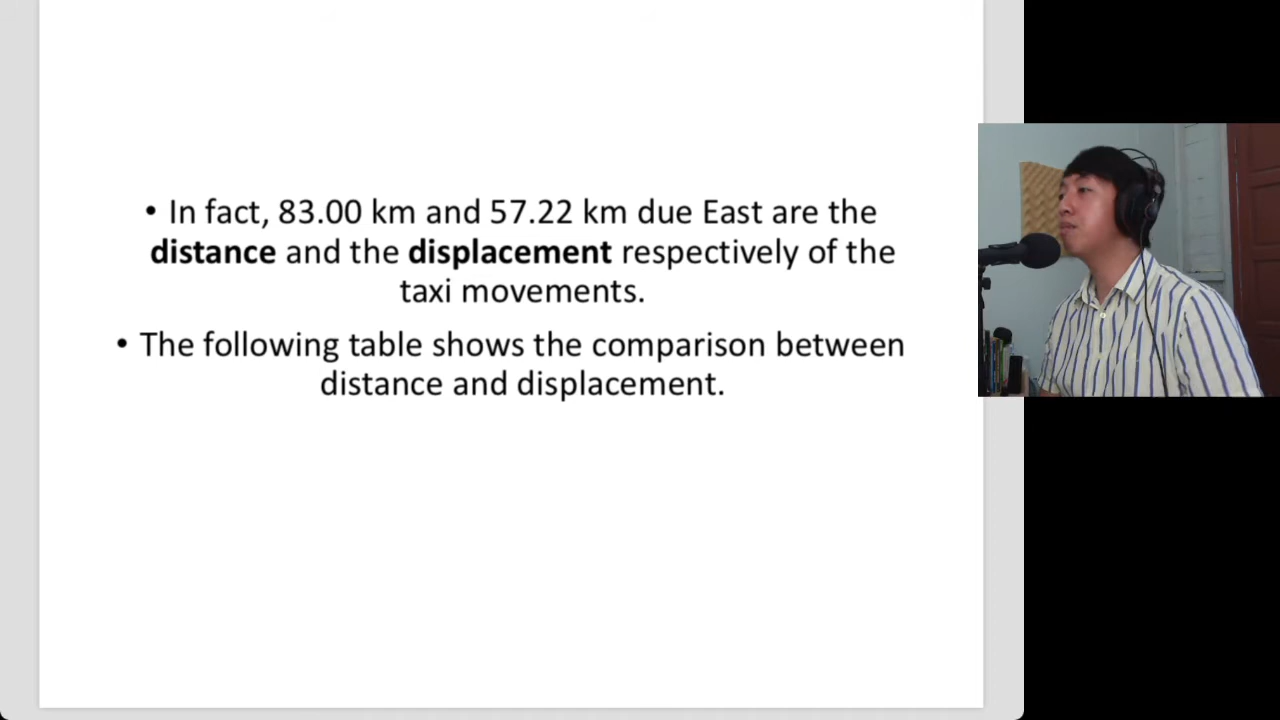 • In fact, 83.00 km and 57.22 km due East are the
distance and the displacement respectively of the
taxi movements.
• The following table shows the comparison between
distance and displacement.